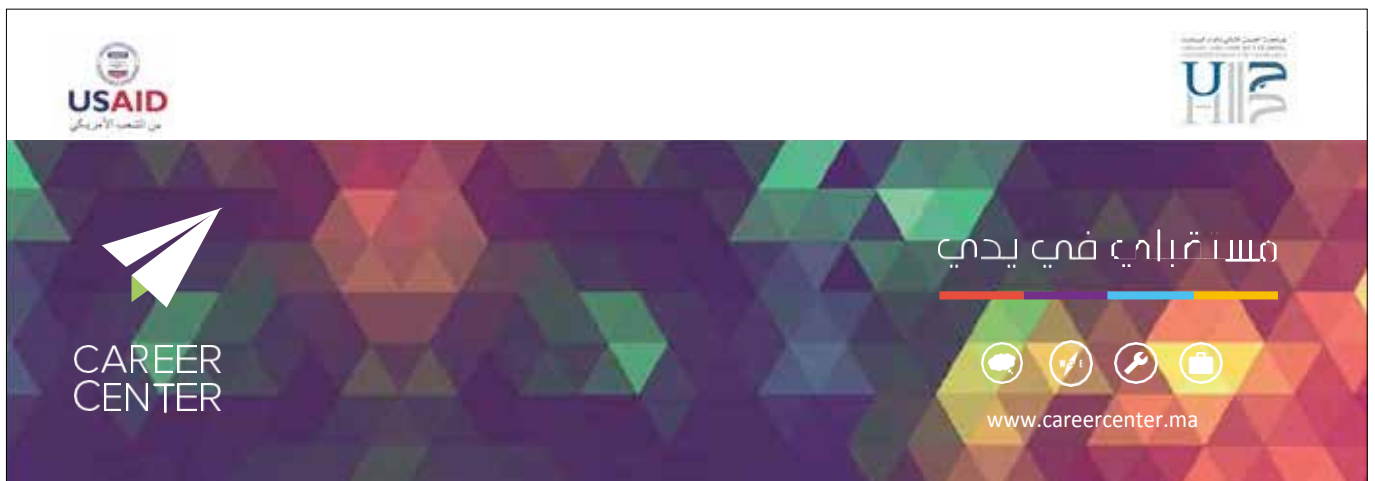 USAID
من الشعب الأمريكي
مستقبلي في يدي
CAREER
CENTER
W E
www.careercenter.ma